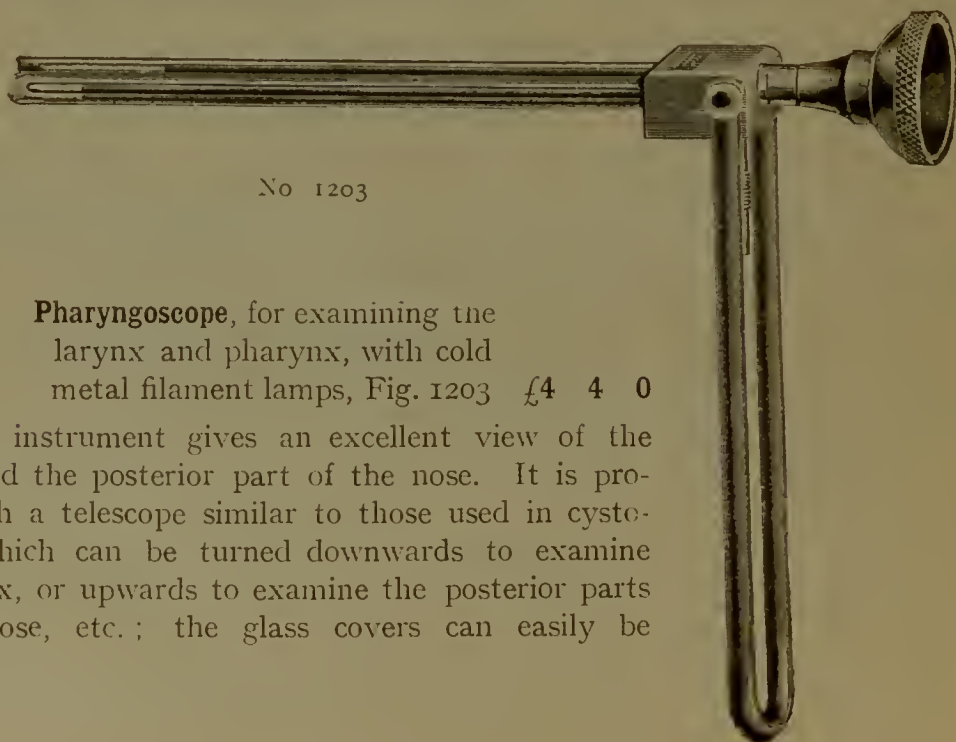 No 1203
Pharyngoscope, for examining the
larynx and pharynx, with cold
metal filament lamps, Fig. 1203 £4 4 0
instrument gives an excellent view of the
the posterior part of the nose. It is pro-
a telescope similar to those used in cysto-
which can be turned downwards to examine
or upwards to examine the posterior parts
etc. ; the glass covers can easily be